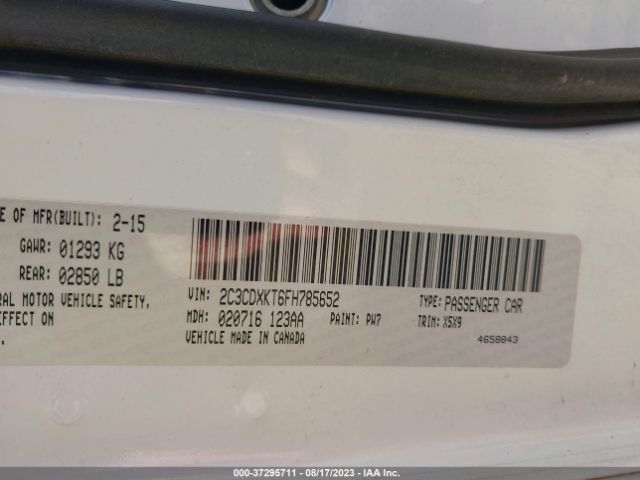 E OF MFR(BUILT): 2-15
GAWR: 01293 KG
REAR: 02850 LB
RAL MOTOR VEHICLE SAFETY,
EFFECT ON
VIN: 2C3CDXKT6FH785652
TYPE: PASSENGER CAR
MDH: 020716 123AA
PAINT: PW7
TRIM: X5X9
VEHICLE MADE IN CANADA
4658843
000-37295711 - 08/17/2023 - IAA Inc.